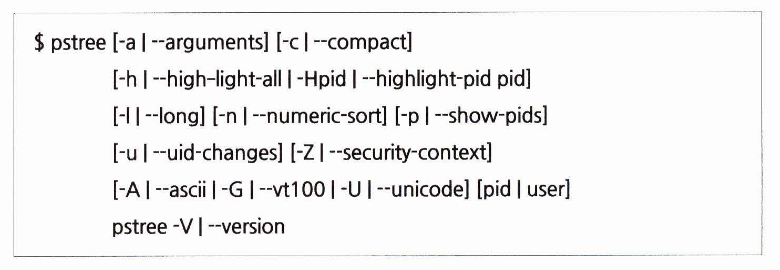 $ pstree [-a | --arguments] [-c | --compact]
[-h | --high-light-all | -Hpid | --highlight-pid pid]
[-l | --long] [-n | --numeric-sort] [-p | --show-pids]
[-u | --uid-changes] [-Z | --security-context]
[-A | --ascii | -G | --vt100 | -U | --unicode] [pid | user]
pstree -V | --version